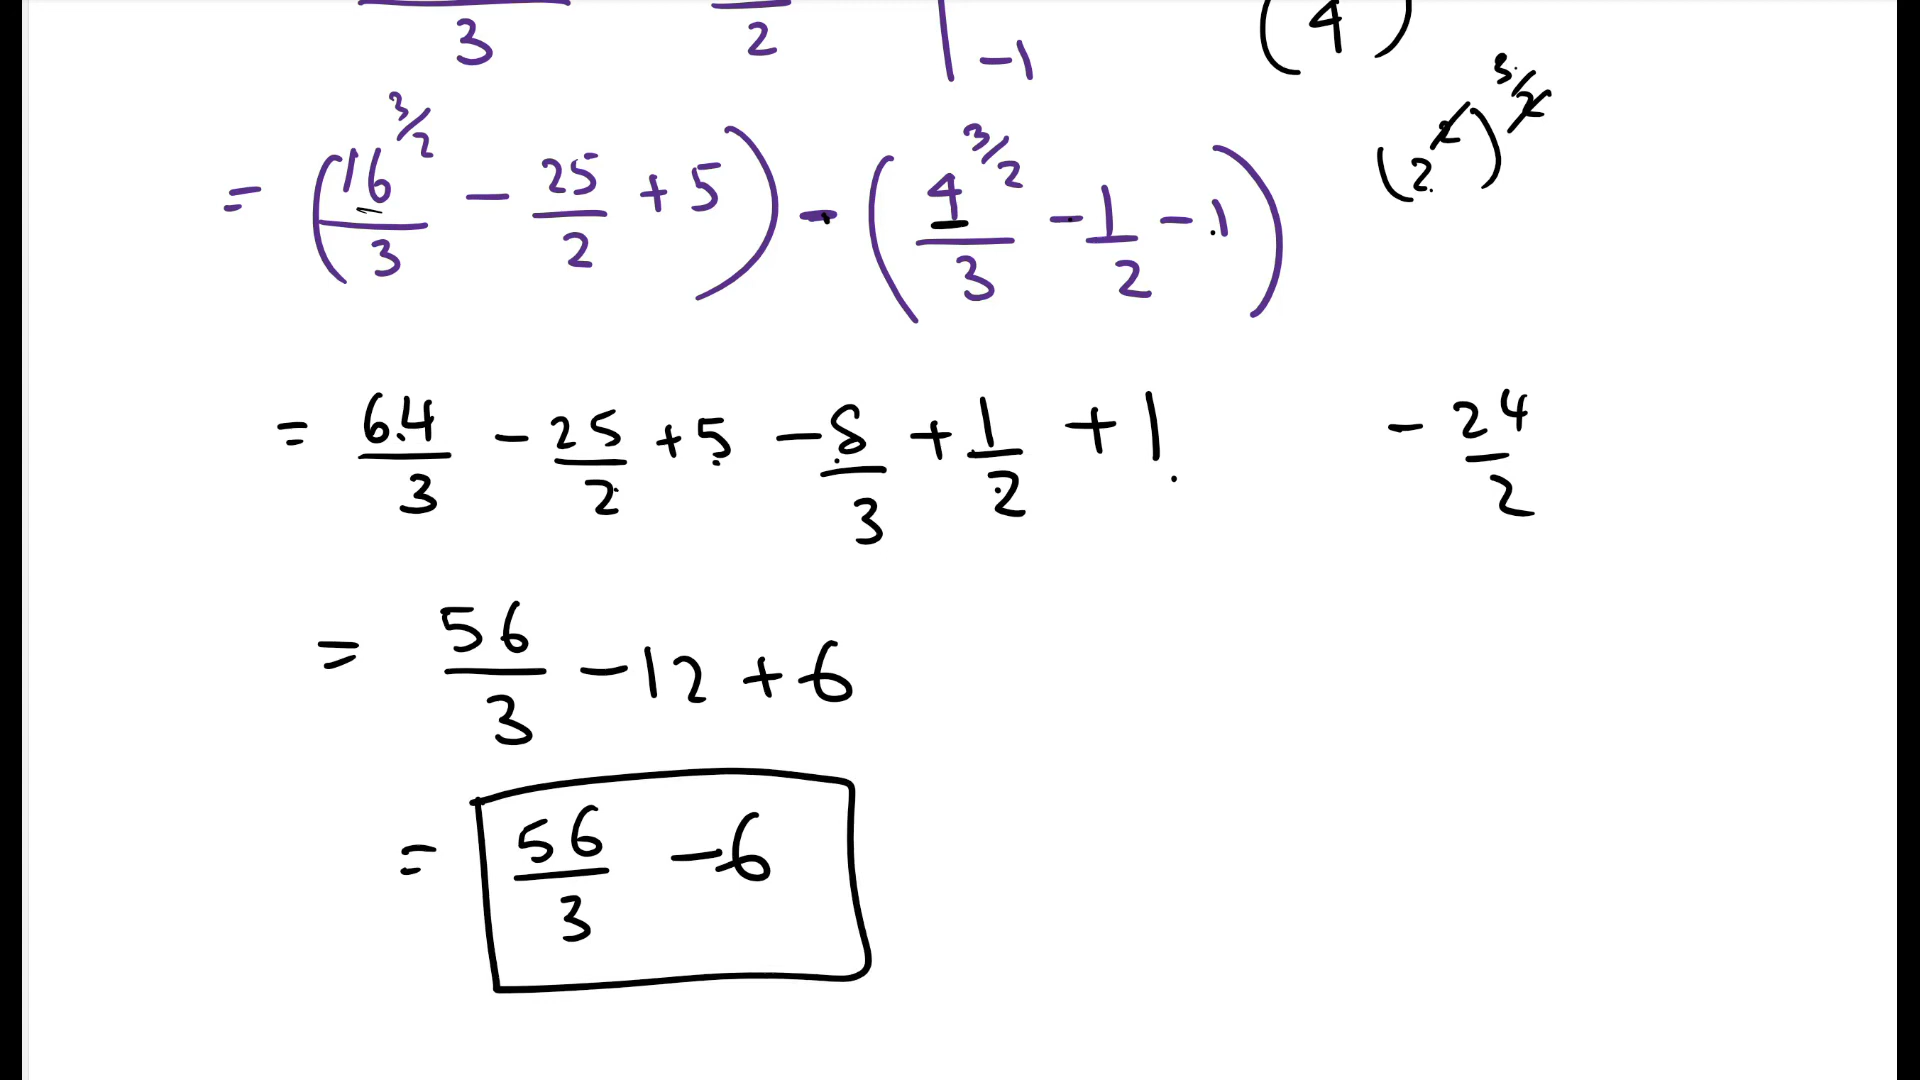 3 2 | -1 (4)
= (16^3/2 / 3 - 25/2 + 5) - (4^3/2 / 3 - 1/2 - 1) (2^2)^3/2
= 64/3 - 25/2 + 5 - 8/3 + 1/2 + 1 - 24/2
= 56/3 - 12 + 6
= 56/3 - 6